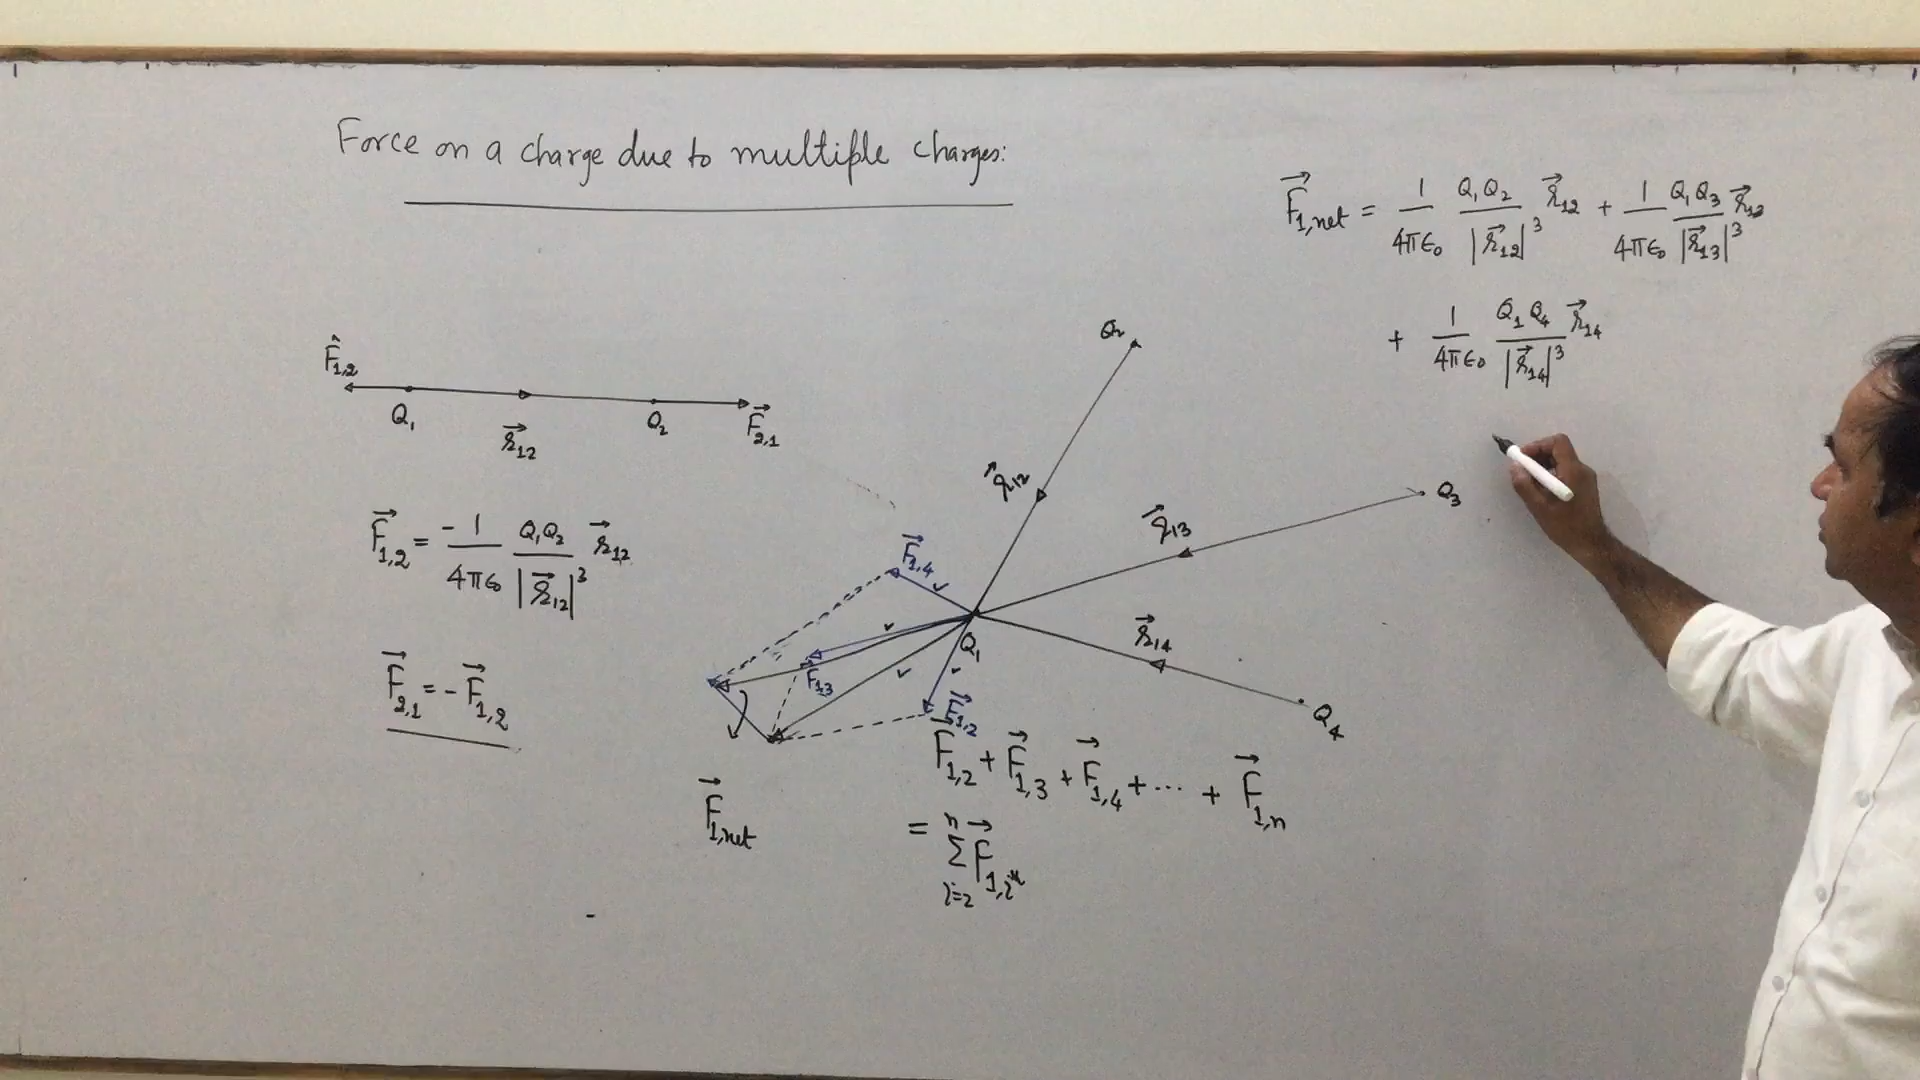 Force on a charge due to multiple charges:
F⃗1,net = 1/4πϵ₀ Q₁Q₂/|r⃗12|³ r⃗12 + 1/4πϵ₀ Q₁Q₃/|r⃗13|³ r⃗13
+ 1/4πϵ₀ Q₁Q₄/|r⃗14|³ r⃗14
F̂1,2
Q₁
r⃗12
Q₂
F⃗2,1
F⃗1,2 = -1/4πϵ₀ Q₁Q₂/|r⃗12|³ r⃗12
F⃗2,1 = -F⃗1,2
Q₂
r⃗12
Q₃
r⃗13
F⃗1,4
Q₁
r⃗14
F1,3
Q₄
F⃗1,2
F⃗1,net
F⃗1,2 + F⃗1,3 + F⃗1,4 + ... + F⃗1,n
= n∑i=2 F⃗1,i